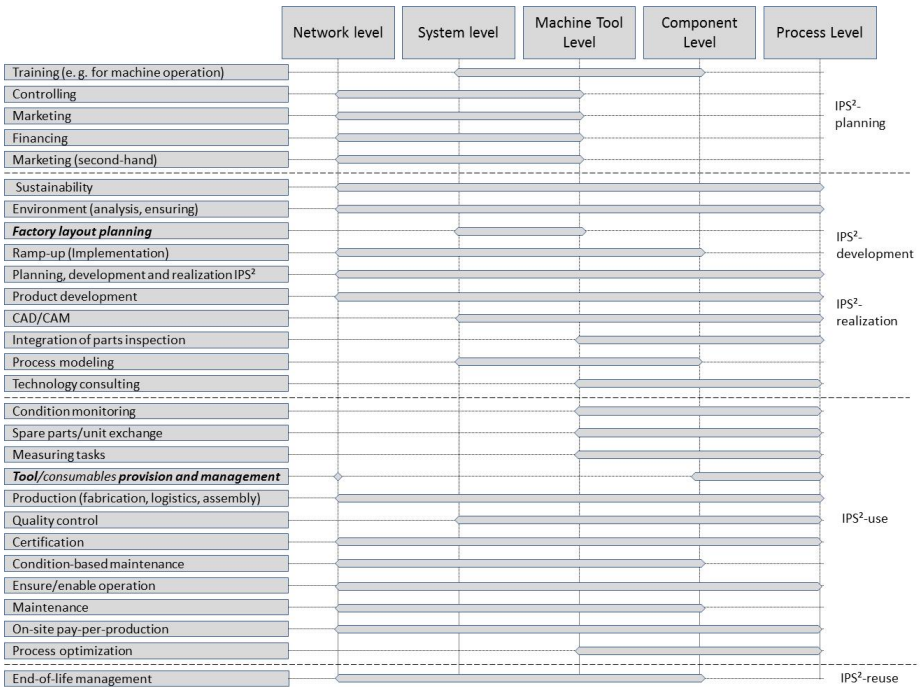 Network level
System level
Machine Tool
Level
Component
Level
Process Level
Training (e. g. for machine operation)
Controlling
Marketing
Financing
Marketing (second-hand)
IPS²-
planning
Sustainability
Environment (analysis, ensuring)
Factory layout planning
Ramp-up (Implementation)
Planning, development and realization IPS²
Product development
CAD/CAM
Integration of parts inspection
Process modeling
Technology consulting
IPS²-
development
IPS²-
realization
Condition monitoring
Spare parts/unit exchange
Measuring tasks
Tool/consumables provision and management
Production (fabrication, logistics, assembly)
Quality control
Certification
Condition-based maintenance
Ensure/enable operation
Maintenance
On-site pay-per-production
Process optimization
IPS²-use
End-of-life management
IPS²-reuse